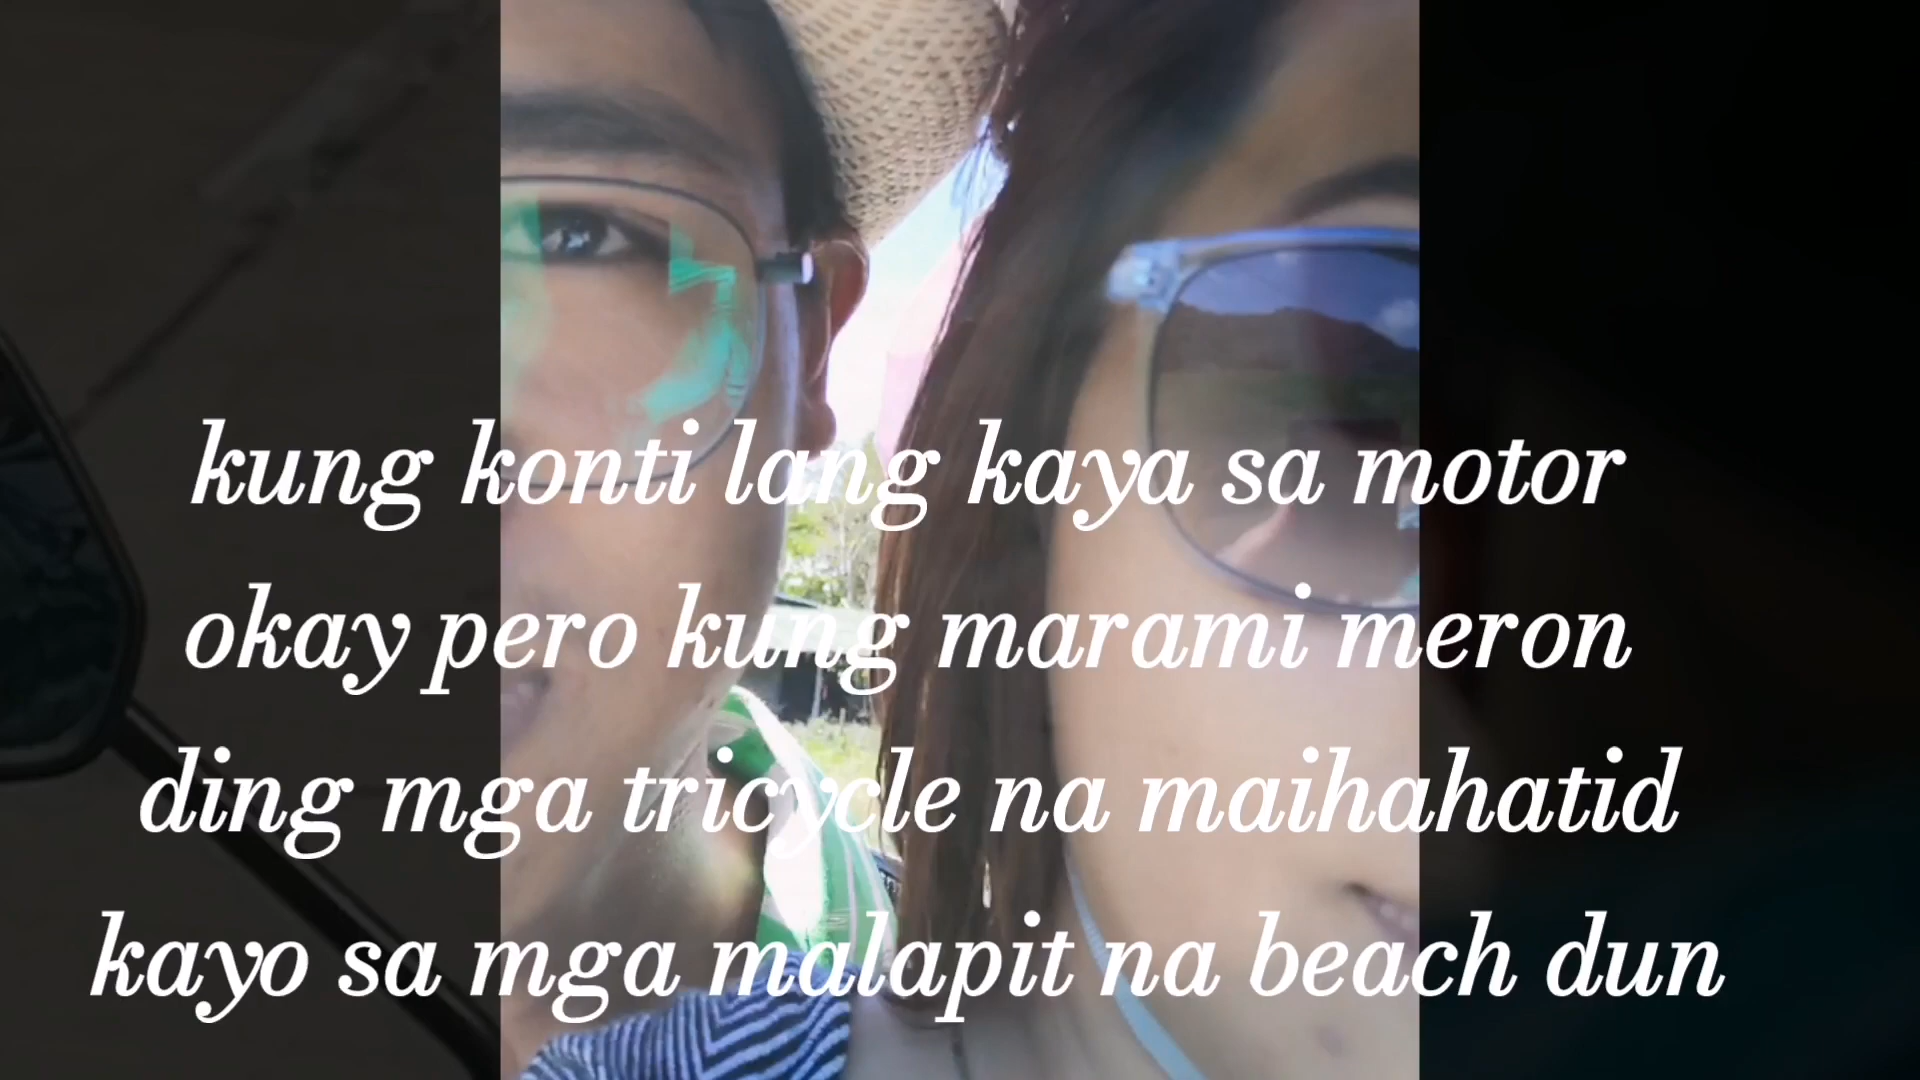 kung konti lang kaya sa motor
okay pero kung marami meron
ding mga tricycle na maihahatid
kayo sa mga malapit na beach dun